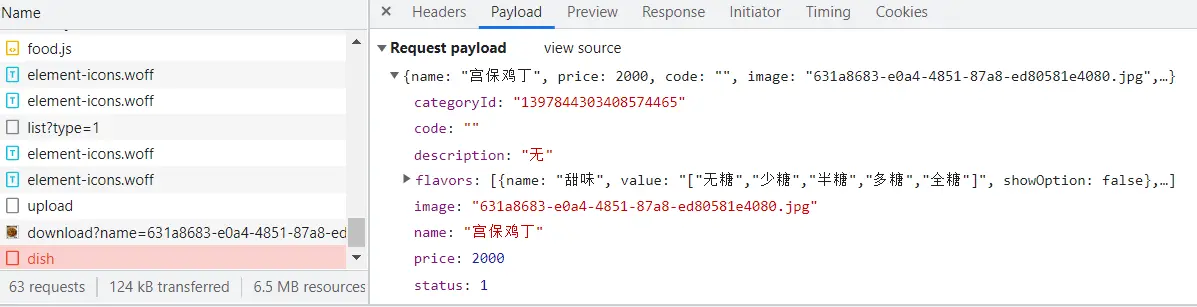 Name
food.js
element-icons.woff
element-icons.woff
list?type=1
element-icons.woff
element-icons.woff
upload
download?name=631a8683-e0a4-4851-87a8-ed
dish
63 requests 124 kB transferred 6.5 MB resources
× Headers Payload Preview Response Initiator Timing Cookies
Request payload view source
{name: "宫保鸡丁", price: 2000, code: "", image: "631a8683-e0a4-4851-87a8-ed80581e4080.jpg",…}
categoryId: "1397844303408574465"
code: ""
description: "无"
flavors: [{name: "甜味", value: "["无糖","少糖","半糖","多糖","全糖"]", showOption: false},…]
image: "631a8683-e0a4-4851-87a8-ed80581e4080.jpg"
name: "宫保鸡丁"
price: 2000
status: 1